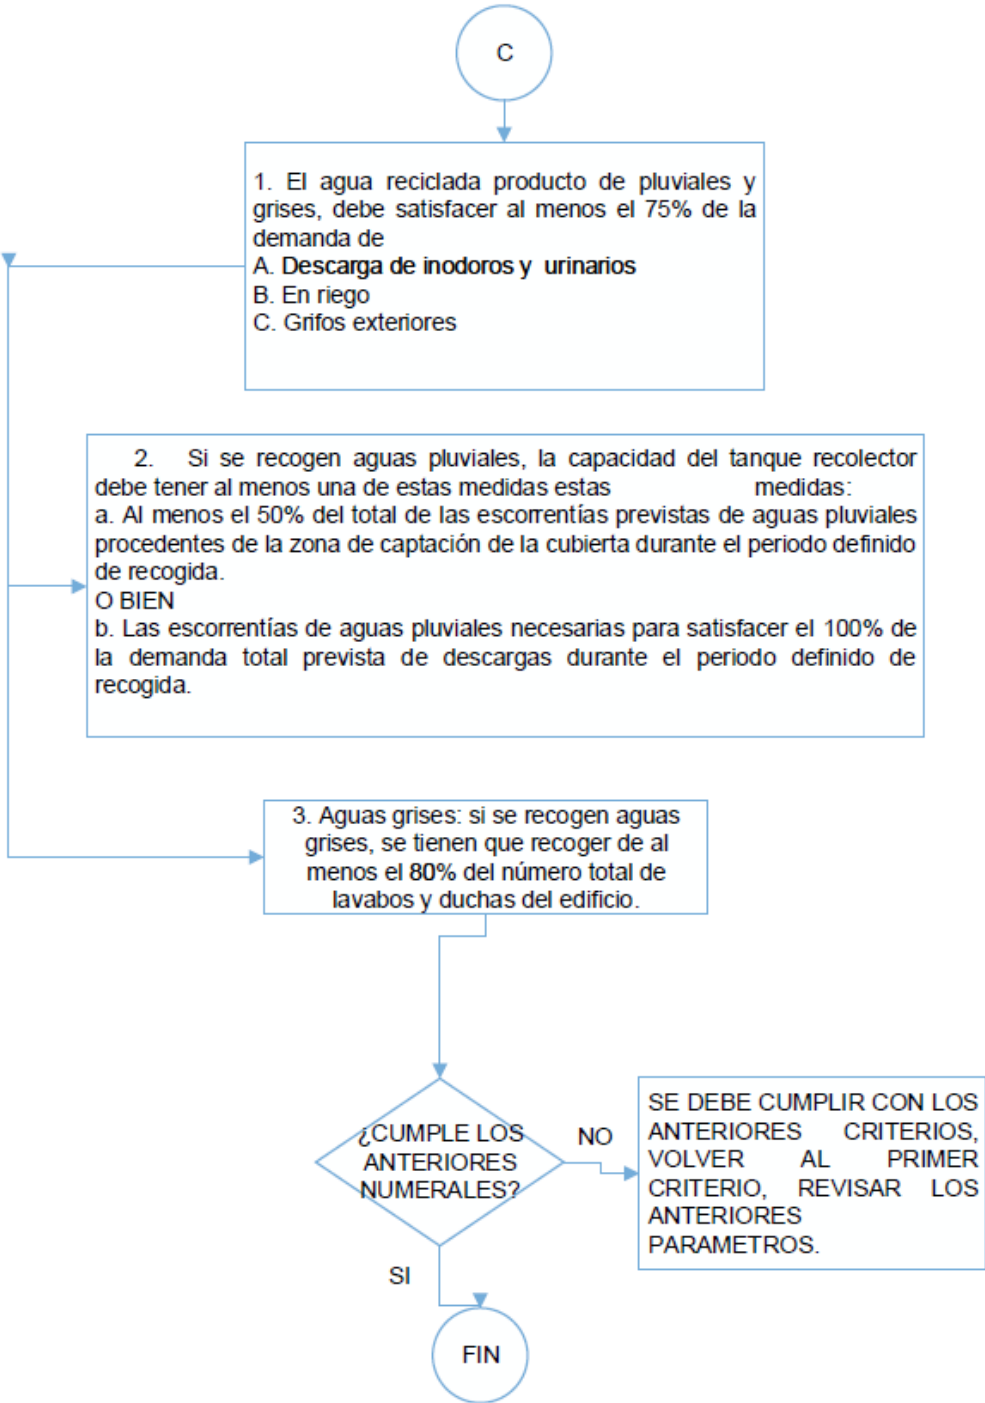 C
1. El agua reciclada producto de pluviales y
grises, debe satisfacer al menos el 75% de la
demanda de
A. Descarga de inodoros y urinarios
B. En riego
C. Grifos exteriores
2. Si se recogen aguas pluviales, la capacidad del tanque recolector
debe tener al menos una de estas medidas estas medidas:
a. Al menos el 50% del total de las escorrentías previstas de aguas pluviales
procedentes de la zona de captación de la cubierta durante el periodo definido
de recogida.
O BIEN
b. Las escorrentías de aguas pluviales necesarias para satisfacer el 100% de
la demanda total prevista de descargas durante el periodo definido de
recogida.
3. Aguas grises: si se recogen aguas
grises, se tienen que recoger de al
menos el 80% del número total de
lavabos y duchas del edificio.
¿CUMPLE LOS
ANTERIORES
NUMERALES?
NO
SE DEBE CUMPLIR CON LOS
ANTERIORES CRITERIOS,
VOLVER AL PRIMER
CRITERIO, REVISAR LOS
ANTERIORES
PARAMETROS.
SI
FIN